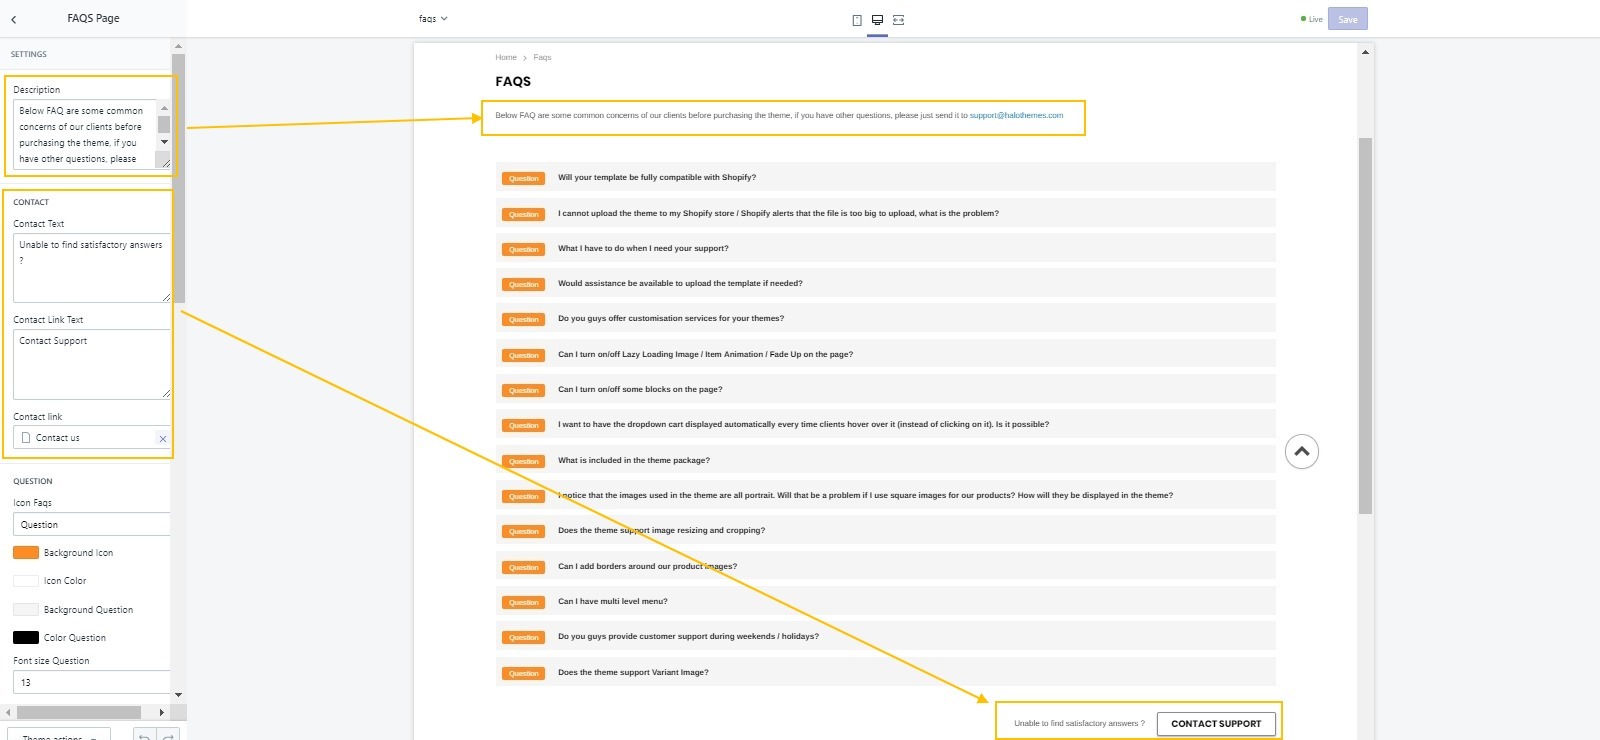 FAQS Page
faqs
Live
Save
SETTINGS
Description
Below FAQ are some common
concerns of our clients before
purchasing the theme, if you
have other questions, please
CONTACT
Contact Text
Unable to find satisfactory answers
?
Contact Link Text
Contact Support
Contact link
Contact us
QUESTION
Icon Faqs
Question
Background Icon
Icon Color
Background Question
Color Question
Font size Question
13
Theme actions
Home > Faqs
FAQS
Below FAQ are some common concerns of our clients before purchasing the theme, if you have other questions, please just send it to support@halothemes.com
Question Will your template be fully compatible with Shopify?
Question I cannot upload the theme to my Shopify store / Shopify alerts that the file is too big to upload, what is the problem?
Question What I have to do when I need your support?
Question Would assistance be available to upload the template if needed?
Question Do you guys offer customisation services for your themes?
Question Can I turn on/off Lazy Loading Image / Item Animation / Fade Up on the page?
Question Can I turn on/off some blocks on the page?
Question I want to have the dropdown cart displayed automatically every time clients hover over it (instead of clicking on it). Is it possible?
Question What is included in the theme package?
Question I notice that the images used in the theme are all portrait. Will that be a problem if I use square images for our products? How will they be displayed in the theme?
Question Does the theme support image resizing and cropping?
Question Can I add borders around our product images?
Question Can I have multi level menu?
Question Do you guys provide customer support during weekends / holidays?
Question Does the theme support Variant Image?
Unable to find satisfactory answers ? CONTACT SUPPORT